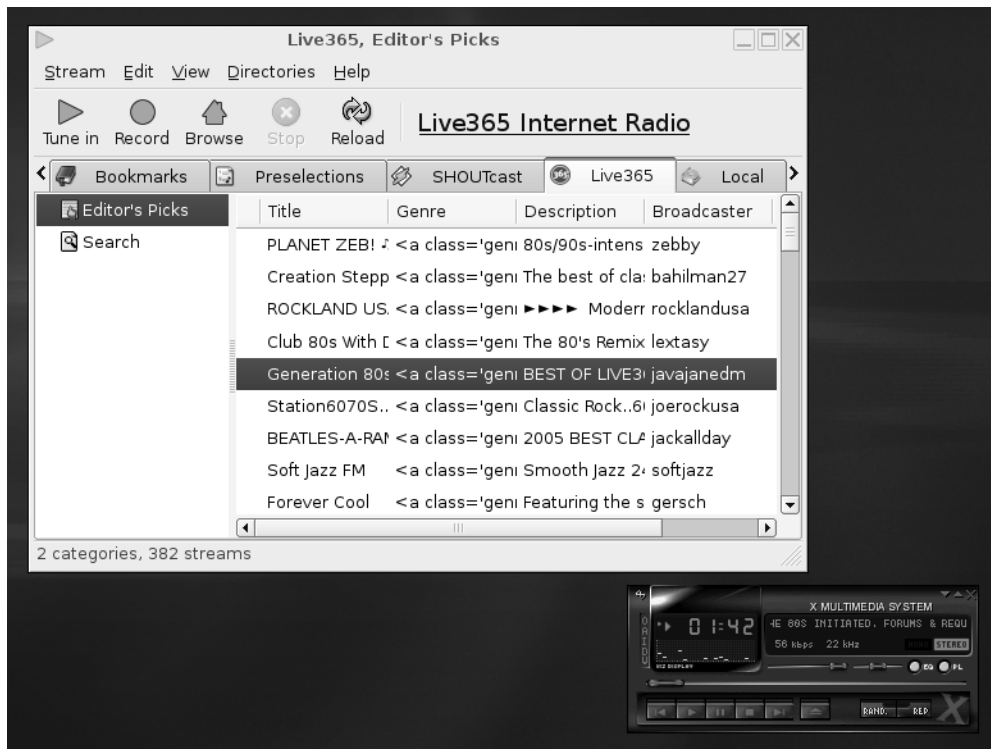 Live365, Editor's Picks
Stream Edit View Directories Help
Tune in Record Browse Stop Reload Live365 Internet Radio
Bookmarks Preselections SHOUTcast Live365 Local
Editor's Picks
Search
Title Genre Description Broadcaster
PLANET ZEB! ♫ <a class='geni 80s/90s-intens zebby
Creation Stepp <a class='geni The best of cla bahilman27
ROCKLAND US. <a class='geni ►►►► Modern rocklandusa
Club 80s With D <a class='geni The 80's Remix lextasy
Generation 80s <a class='geni BEST OF LIVE3 javajanedm
Station6070S.. <a class='geni Classic Rock..6 joerockusa
BEATLES-A-RAM <a class='geni 2005 BEST CLA jackallday
Soft Jazz FM <a class='geni Smooth Jazz 24 softjazz
Forever Cool <a class='geni Featuring the s gersch
2 categories, 382 streams
X MULTIMEDIA SYSTEM
01:42
HE 80S INITIATED. FORUMS & REQU
56 kbps 22 kHz STEREO
VIZ DISPLAY
EQ PL
RAND. REP
X